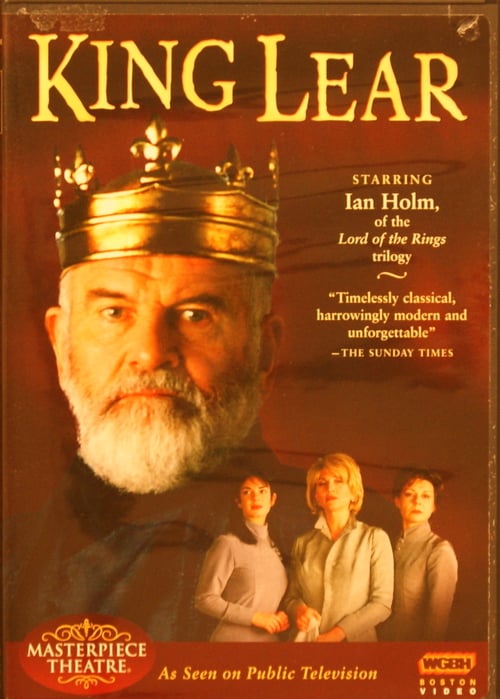 KING LEAR
STARRING
Ian Holm,
of the
Lord of the Rings
trilogy
“Timelessly classical,
harrowingly modern and
unforgettable”
–THE SUNDAY TIMES
MASTERPIECE
THEATRE®
As Seen on Public Television
WGBH
BOSTON
VIDEO